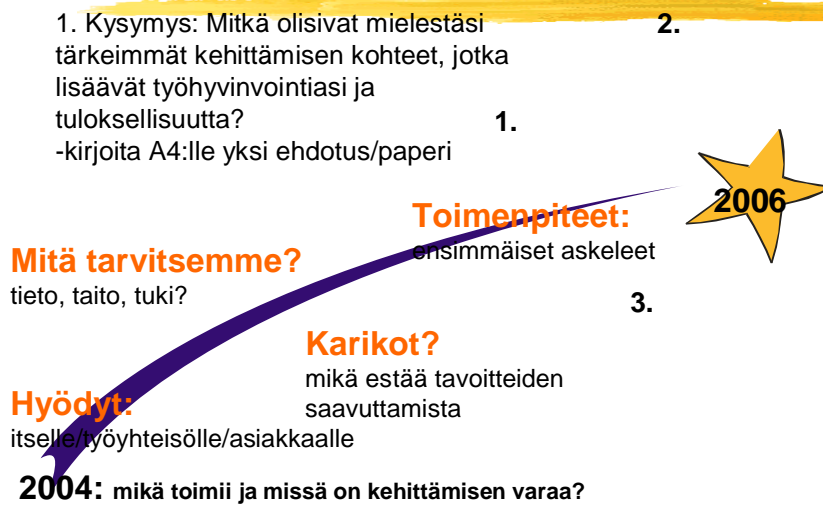 1. Kysymys: Mitkä olisivat mielestäsi
tärkeimmät kehittämisen kohteet, jotka
lisäävät työhyvinvointiasi ja
tuloksellisuutta?
-kirjoita A4:lle yksi ehdotus/paperi
2.
1.
2006
Toimenpiteet:
ensimmäiset askeleet
Mitä tarvitsemme?
tieto, taito, tuki?
3.
Karikot?
mikä estää tavoitteiden
saavuttamista
Hyödyt:
itselle/työyhteisölle/asiakkaalle
2004: mikä toimii ja missä on kehittämisen varaa?